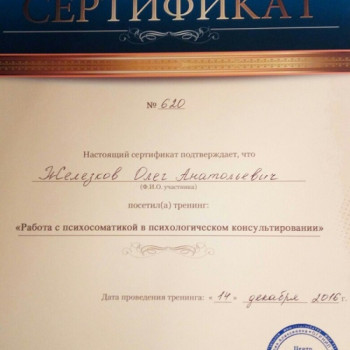 СЕРТИФИКАТ
№ 620
Настоящий сертификат подтверждает, что
Железков Олег Анатольевич
(Ф.И.О. участника)
посетил(а) тренинг:
«Работа с психосоматикой в психологическом консультировании»
Дата проведения тренинга: « 14 » декабря 2016 г.
Центр